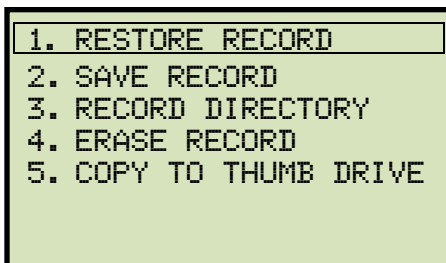 1. RESTORE RECORD
2. SAVE RECORD
3. RECORD DIRECTORY
4. ERASE RECORD
5. COPY TO THUMB DRIVE